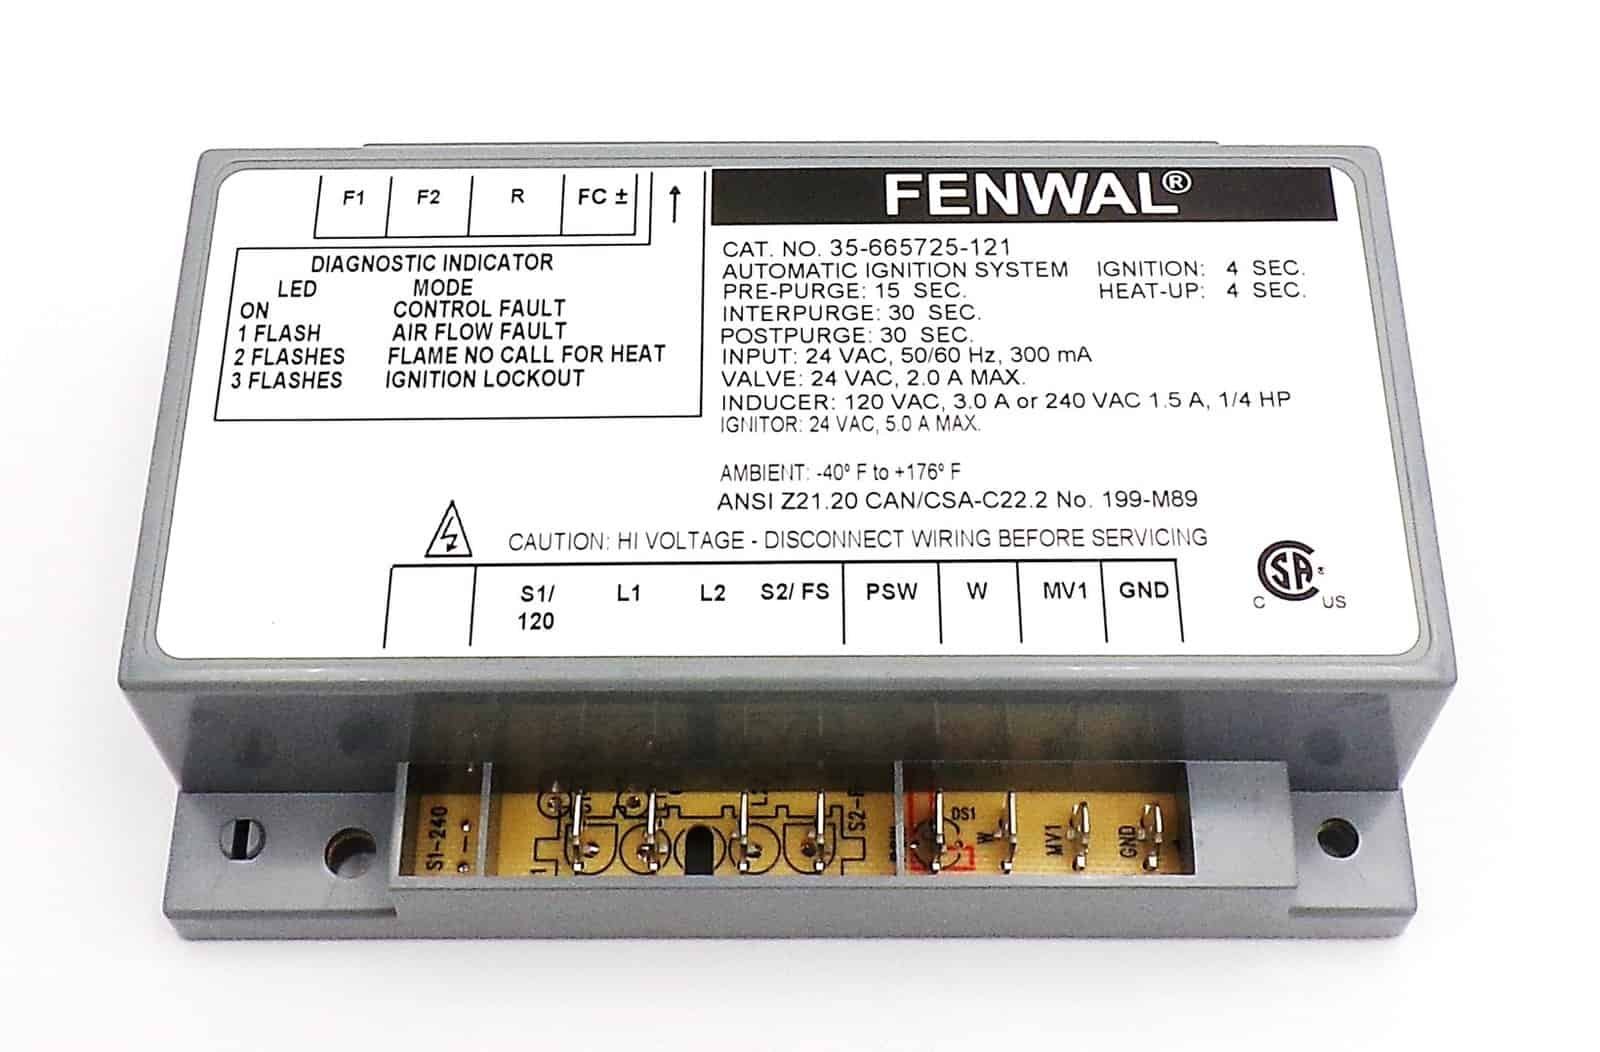 F1 F2 R FC ±
FENWAL®
DIAGNOSTIC INDICATOR
LED MODE
ON CONTROL FAULT
1 FLASH AIR FLOW FAULT
2 FLASHES FLAME NO CALL FOR HEAT
3 FLASHES IGNITION LOCKOUT
CAT. NO. 35-665725-121
AUTOMATIC IGNITION SYSTEM IGNITION: 4 SEC.
PRE-PURGE: 15 SEC. HEAT-UP: 4 SEC.
INTERPURGE: 30 SEC.
POSTPURGE: 30 SEC.
INPUT: 24 VAC, 50/60 Hz, 300 mA
VALVE: 24 VAC, 2.0 A MAX.
INDUCER: 120 VAC, 3.0 A or 240 VAC 1.5 A, 1/4 HP
IGNITOR: 24 VAC, 5.0 A MAX.
AMBIENT: -40° F to +176° F
ANSI Z21.20 CAN/CSA-C22.2 No. 199-M89
CAUTION: HI VOLTAGE - DISCONNECT WIRING BEFORE SERVICING
S1/ L1 L2 S2/ FS PSW W MV1 GND
120
CSA
C US
S1-240
DS1
W
MV1
GND